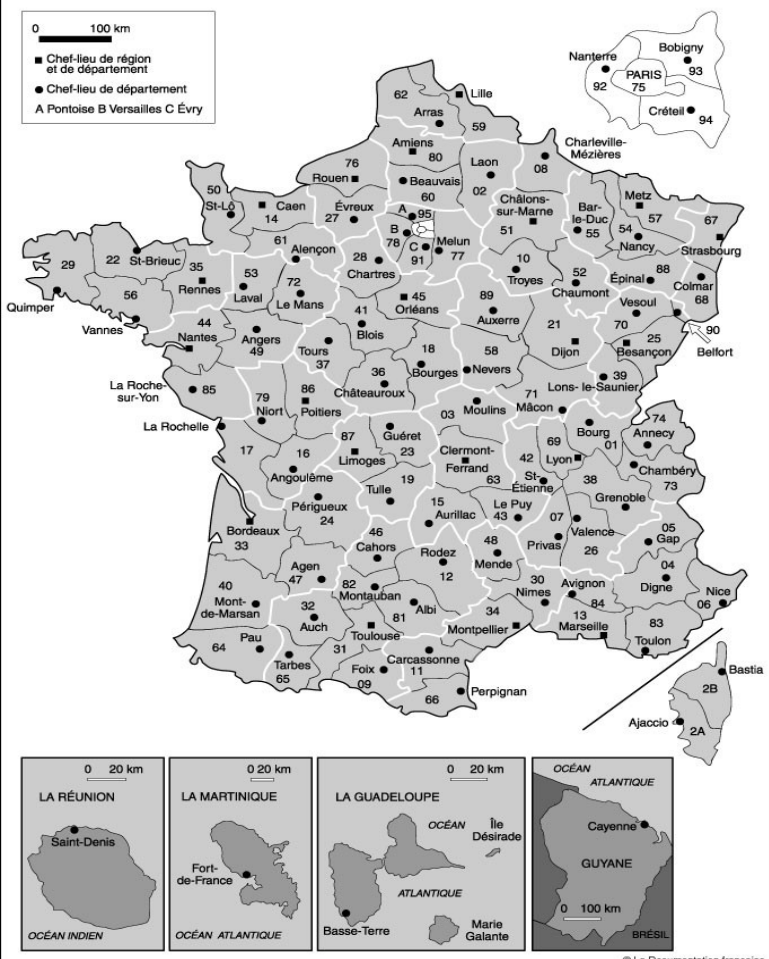 0 100 km
Chef-lieu de région
et de département
Chef-lieu de département
A Pontoise B Versailles C Évry
Nanterre
92
Bobigny
93
PARIS
75
Créteil
94
62
Lille
Arras
59
Amiens
80
Charleville-
Mézières
08
76
Rouen
Laon
02
Beauvais
60
50
St-Lô
Caen
14
Évreux
27
A
95
B
78
C
91
Melun
77
Châlons-
sur-Marne
51
Bar-
le-Duc
55
Metz
57
54
Nancy
67
Strasbourg
29
Quimper
22
St-Brieuc
56
Vannes
35
Rennes
61
Alençon
53
Laval
72
Le Mans
28
Chartres
10
Troyes
52
Chaumont
Épinal
88
Colmar
68
44
Nantes
Angers
49
Tours
37
41
Blois
45
Orléans
89
Auxerre
21
Dijon
Vesoul
70
25
Besançon
90
Belfort
La Roche-
sur-Yon
85
79
Niort
86
Poitiers
36
Châteauroux
18
Bourges
58
Nevers
71
Mâcon
39
Lons- le-Saunier
La Rochelle
17
16
Angoulême
87
Limoges
Guéret
23
03
Moulins
Clermont-
Ferrand
63
42
St-
Étienne
69
Lyon
Bourg
01
74
Annecy
Chambéry
73
38
Grenoble
Périgueux
24
19
Tulle
15
Aurillac
Le Puy
43
07
Privas
Valence
26
05
Gap
Bordeaux
33
Agen
47
46
Cahors
Rodez
12
48
Mende
04
Digne
Nice
06
40
Mont-
de-Marsan
32
Auch
82
Montauban
81
Albi
30
Nimes
Avignon
84
13
Marseille
83
Toulon
64
Pau
Tarbes
65
31
Toulouse
Foix
09
Carcassonne
11
34
Montpellier
66
Perpignan
Bastia
2B
Ajaccio
2A
0 20 km
LA RÉUNION
Saint-Denis
OCÉAN INDIEN
0 20 km
LA MARTINIQUE
Fort-
de-France
OCÉAN ATLANTIQUE
0 20 km
LA GUADELOUPE
OCÉAN
Île
Désirade
ATLANTIQUE
Basse-Terre
Marie
Galante
OCÉAN
ATLANTIQUE
Cayenne
GUYANE
0 100 km
BRÉSIL